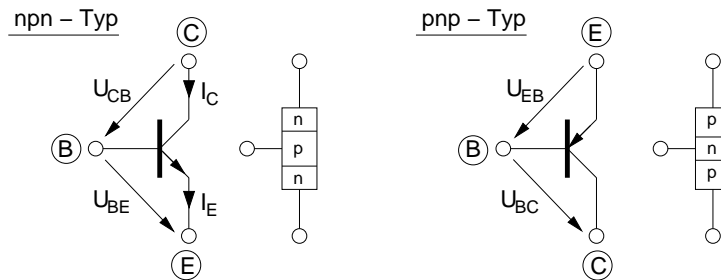 npn – Typ
pnp – Typ
C
E
U_CB
I_C
U_EB
n
p
n
p
n
p
B
B
U_BE
I_E
U_BC
E
C